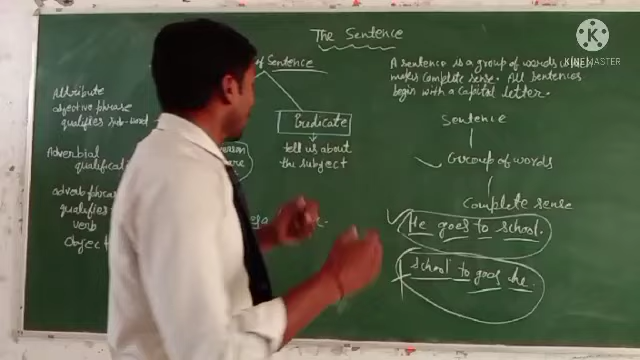 The Sentence
of Sentence
Attribute
adjective phrase
qualifies sub-word
Adverbial
qualificati
adverb phrase
qualifies
verb
Object
Predicate
tell us about
the subject
A sentence is a group of words which
makes complete sense. All sentences
begin with a capital letter.
Sentence
Group of words
Complete sense
He goes to school.
School to goes he.
K
KINEMASTER